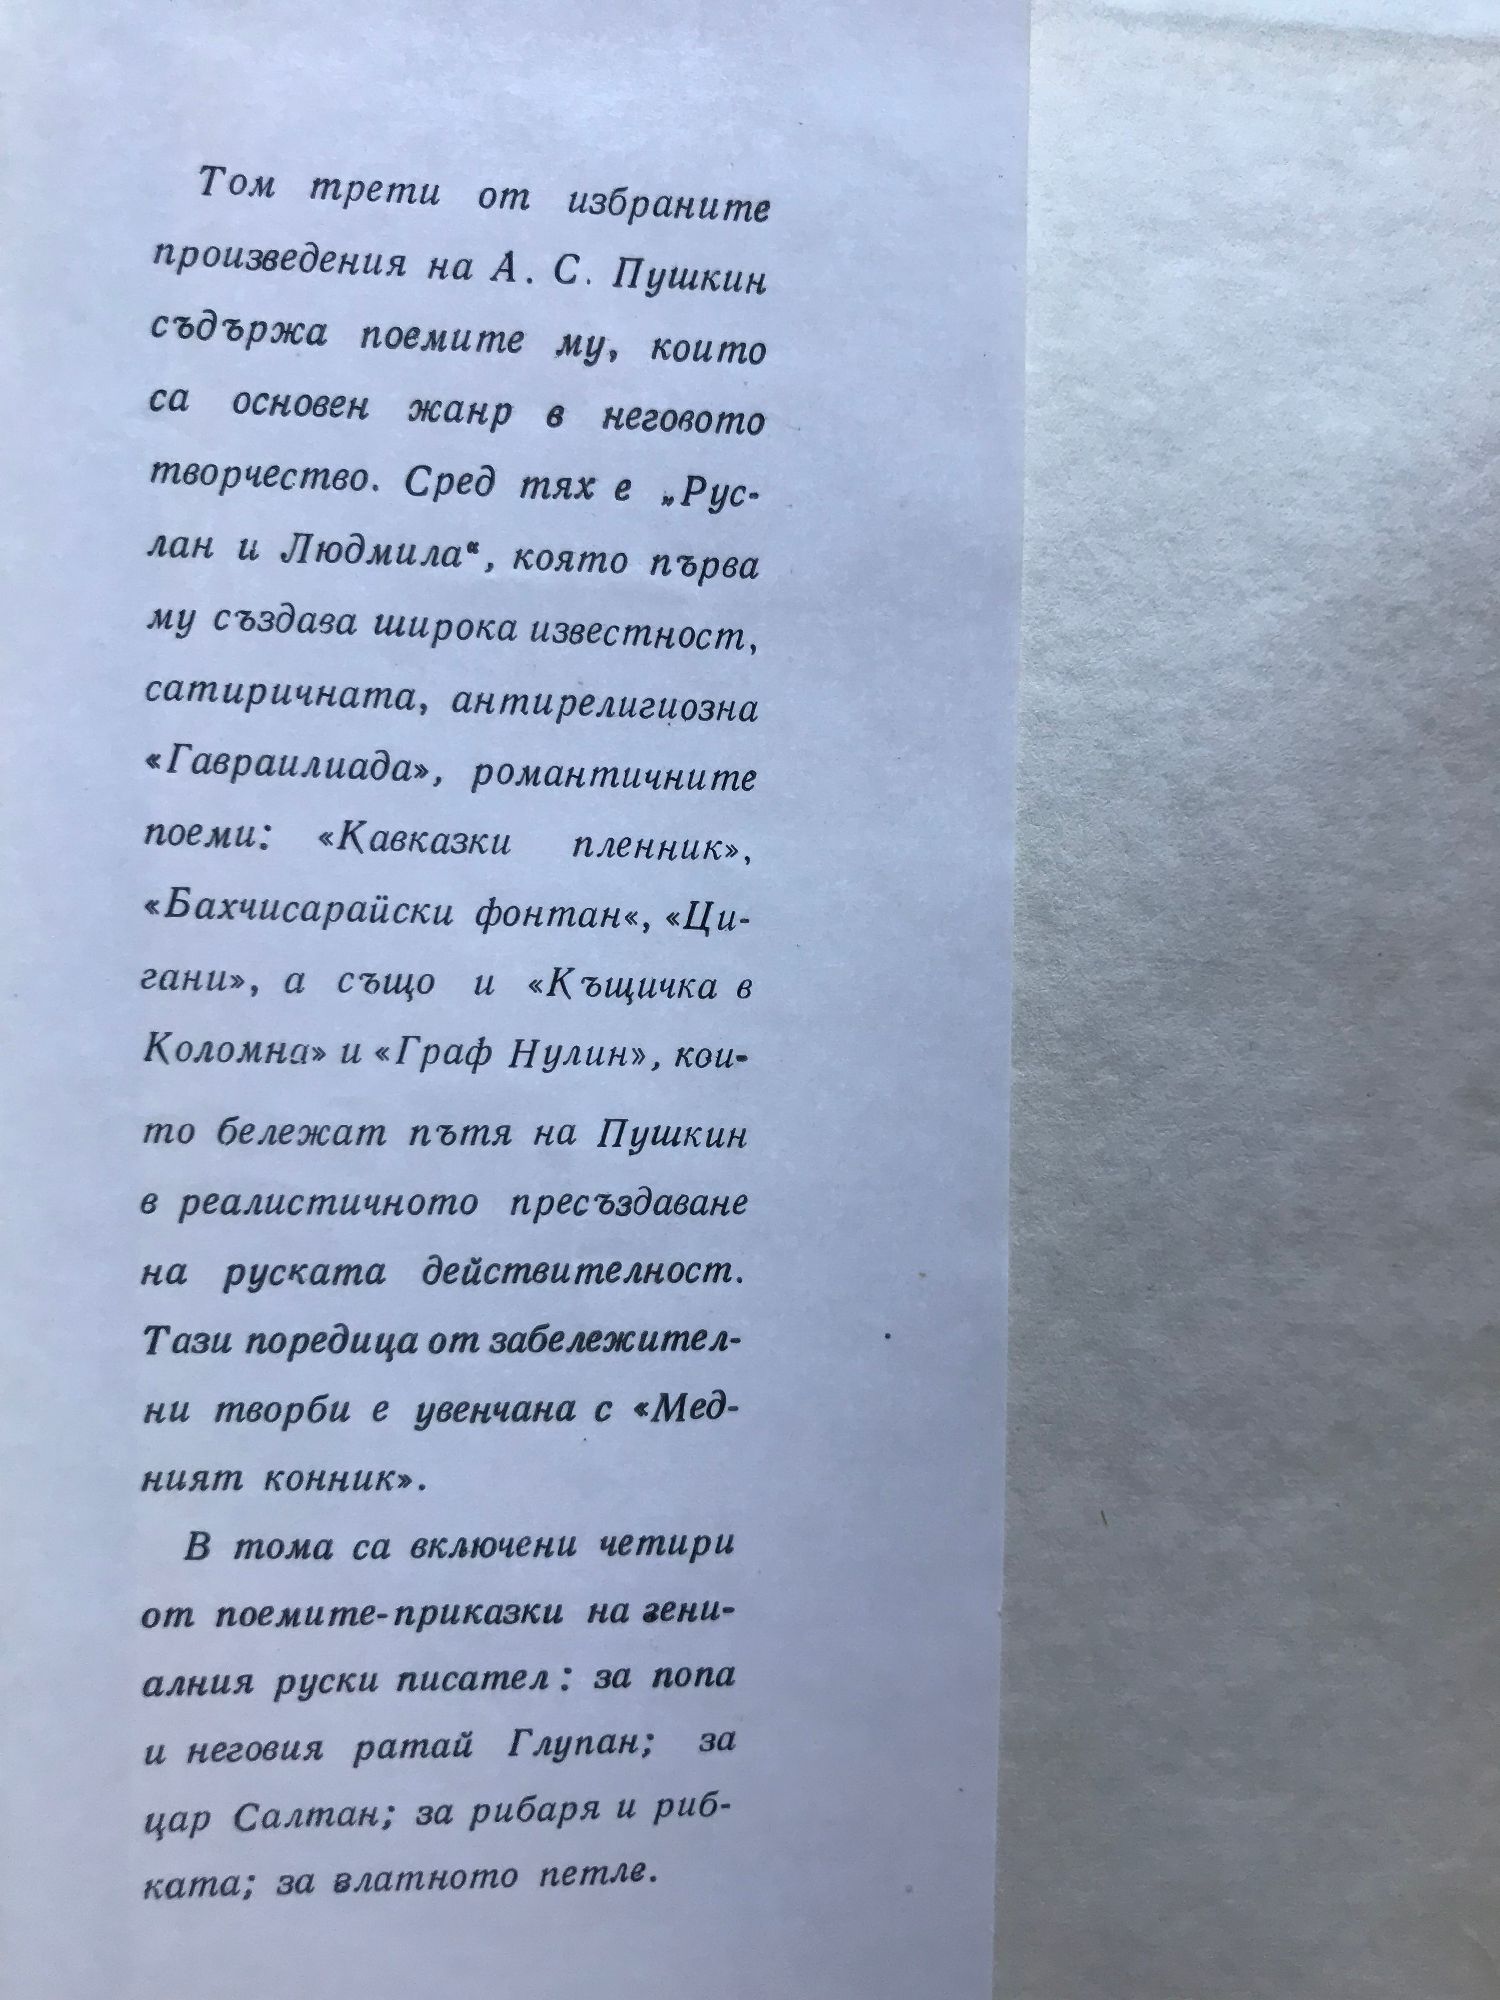 Том трети от избраните
произведения на А. С. Пушкин
съдържа поемите му, които
са основен жанр в неговото
творчество. Сред тях е „Рус-
лан и Людмила“, която първа
му създава широка известност,
сатиричната, антирелигиозна
«Гавраилиада», романтичните
поеми: «Кавказки пленник»,
«Бахчисарайски фонтан«, «Ци-
гани», а също и «Къщичка в
Коломна» и «Граф Нулин», кои-
то бележат пътя на Пушкин
в реалистичното пресъздаване
на руската действителност.
Тази поредица от забележител-
ни творби е увенчана с «Мед-
ният конник».
В тома са включени четири
от поемите-приказки на гени-
алния руски писател: за попа
и неговия ратай Глупан; за
цар Салтан; за рибаря и риб-
ката; за златното петле.